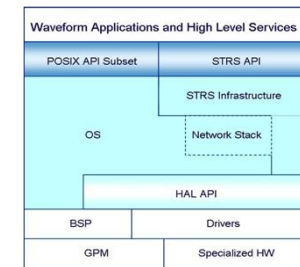 Waveform Applications and High Level Services
POSIX API Subset
STRS API
STRS Infrastructure
OS
Network Stack
HAL API
BSP
Drivers
GPM
Specialized HW